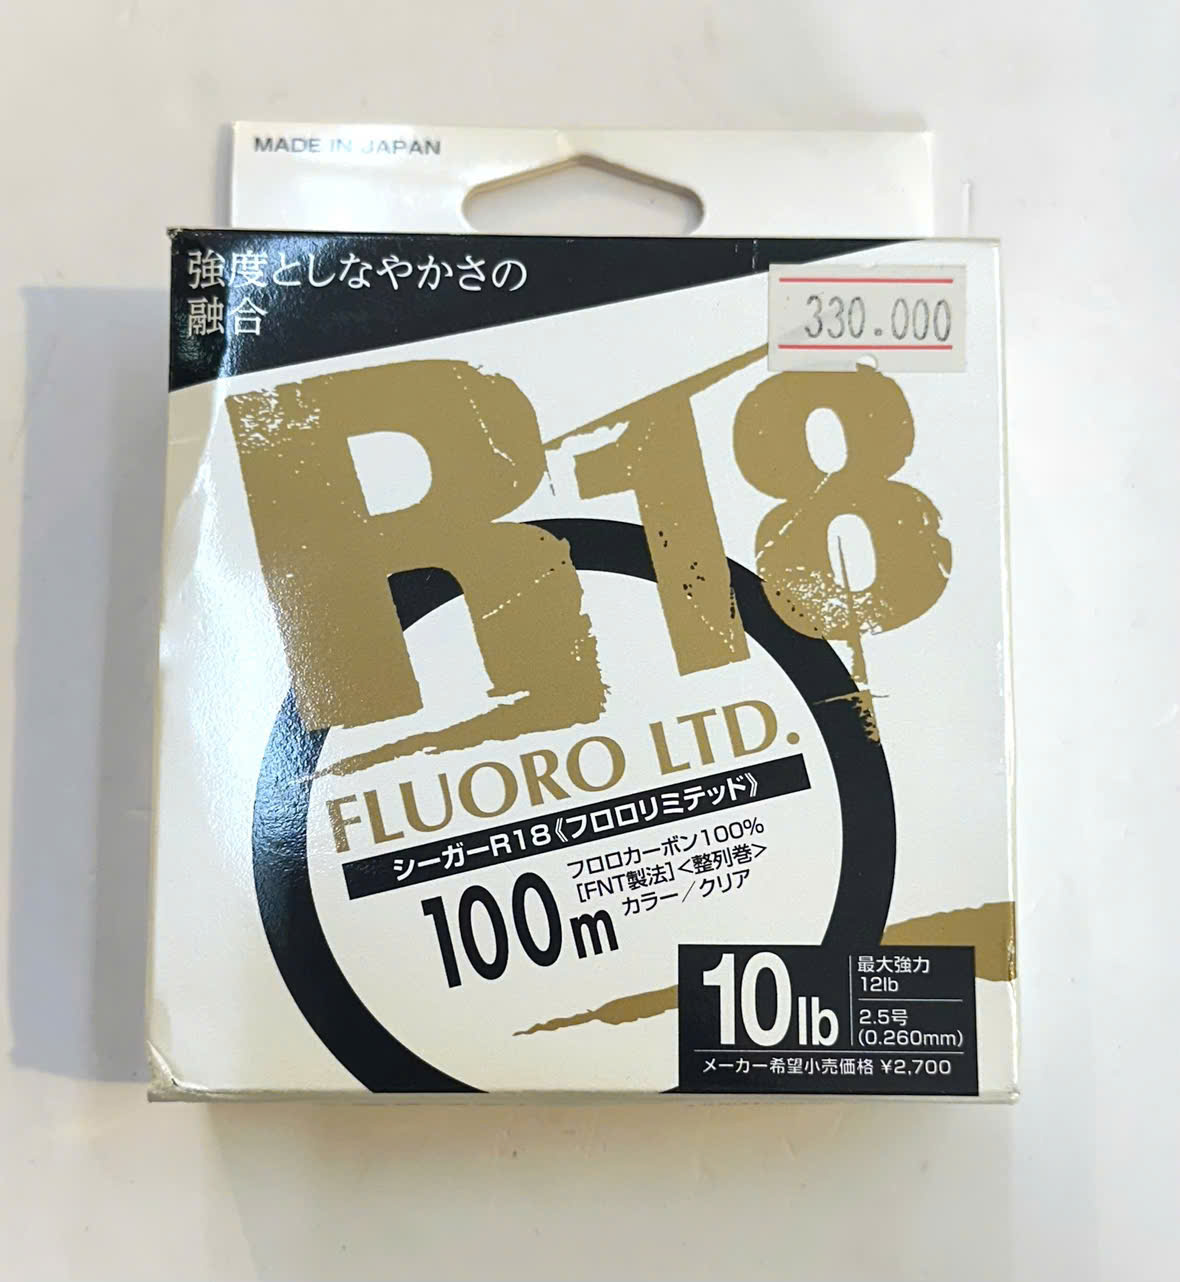 MADE IN JAPAN
強度としなやかさの
融合
330.000
R18
FLUORO LTD.
シーガーR18《フロロリミテッド》
100m
フロロカーボン100%
[FNT製法]<整列巻>
カラー／クリア
10lb
最大強力
12lb
2.5号
(0.260mm)
メーカー希望小売価格 ¥2,700